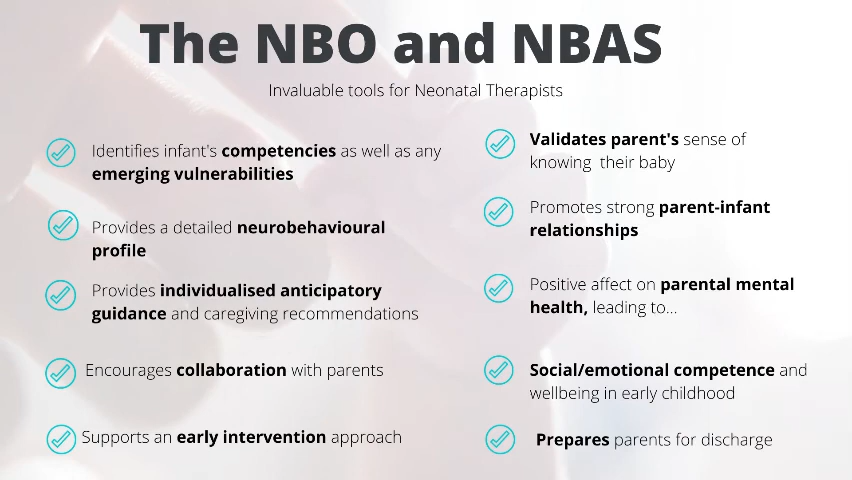 The NBO and NBAS
Invaluable tools for Neonatal Therapists
Identifies infant's competencies as well as any
emerging vulnerabilities
Provides a detailed neurobehavioural
profile
Provides individualised anticipatory
guidance and caregiving recommendations
Encourages collaboration with parents
Supports an early intervention approach
Validates parent's sense of
knowing their baby
Promotes strong parent-infant
relationships
Positive affect on parental mental
health, leading to...
Social/emotional competence and
wellbeing in early childhood
Prepares parents for discharge